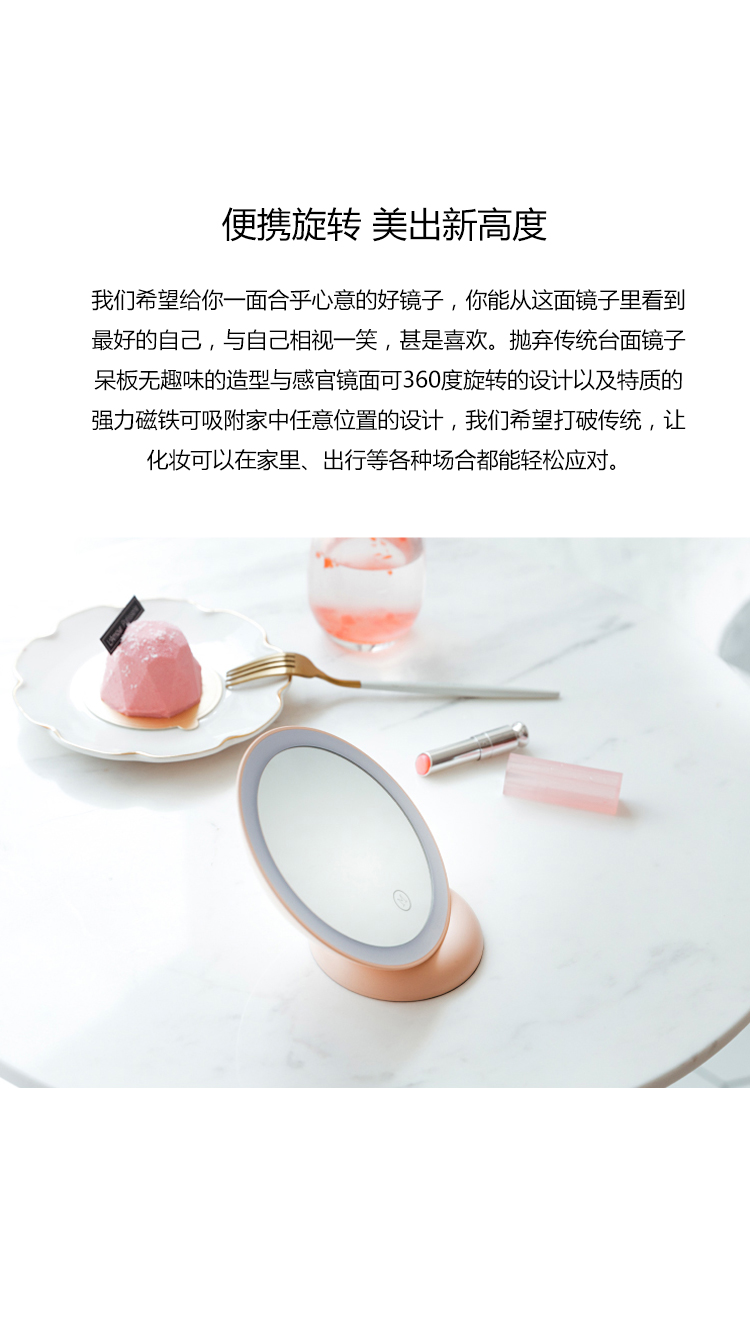 便携旋转 美出新高度
我们希望给你一面合乎心意的好镜子，你能从这面镜子里看到
最好的自己，与自己相视一笑，甚是喜欢。抛弃传统台面镜子
呆板无趣味的造型与感官镜面可360度旋转的设计以及特质的
强力磁铁可吸附家中任意位置的设计，我们希望打破传统，让
化妆可以在家里、出行等各种场合都能轻松应对。